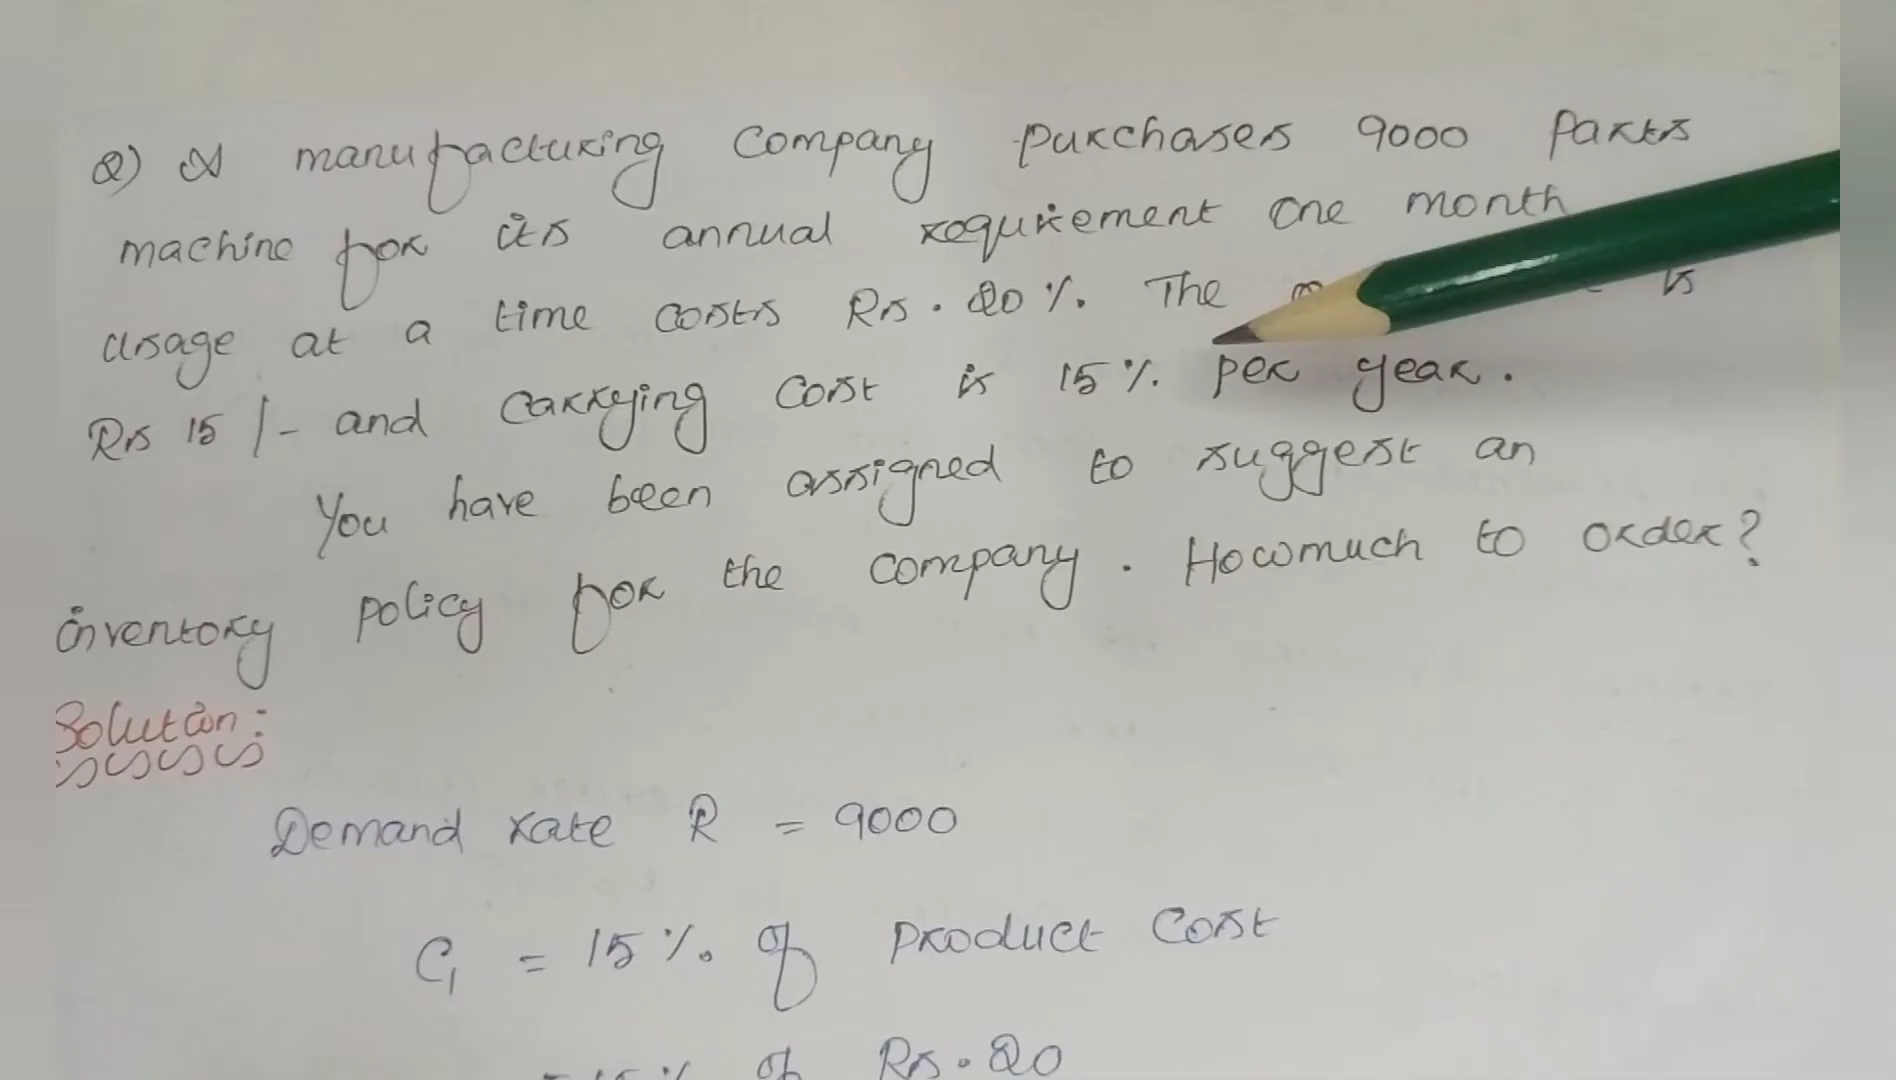 Q) A manufacturing Company purchases 9000 Parts
machine for its annual requirement one month
usage at a time costs Rs. 20%. The is
Rs 15/- and carrying cost is 15% per year.
You have been assigned to suggest an
inventory policy for the company. Howmuch to order?
Solution:
Demand rate R = 9000
C1 = 15% of product Cost
= 15% of Rs. 20